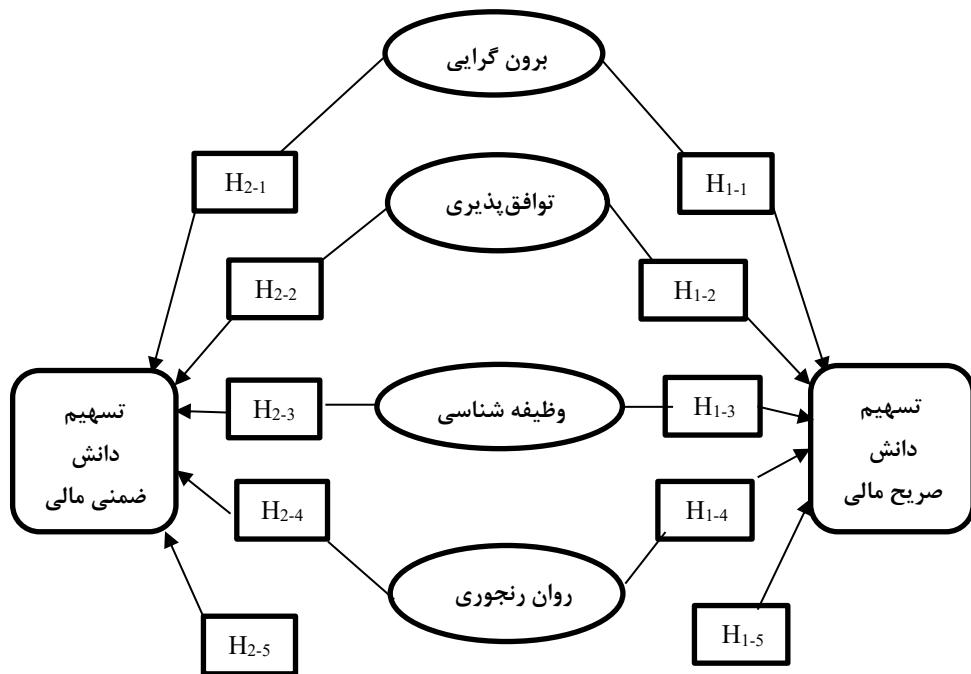 برون گرایی
H2-1
H1-1
توافق‌پذیری
H2-2
H1-2
تسهیم
دانش
صریح مالی
H1-3
وظیفه شناسی
H2-3
تسهیم
دانش
ضمنی مالی
H2-4
H1-4
روان رنجوری
H2-5
H1-5